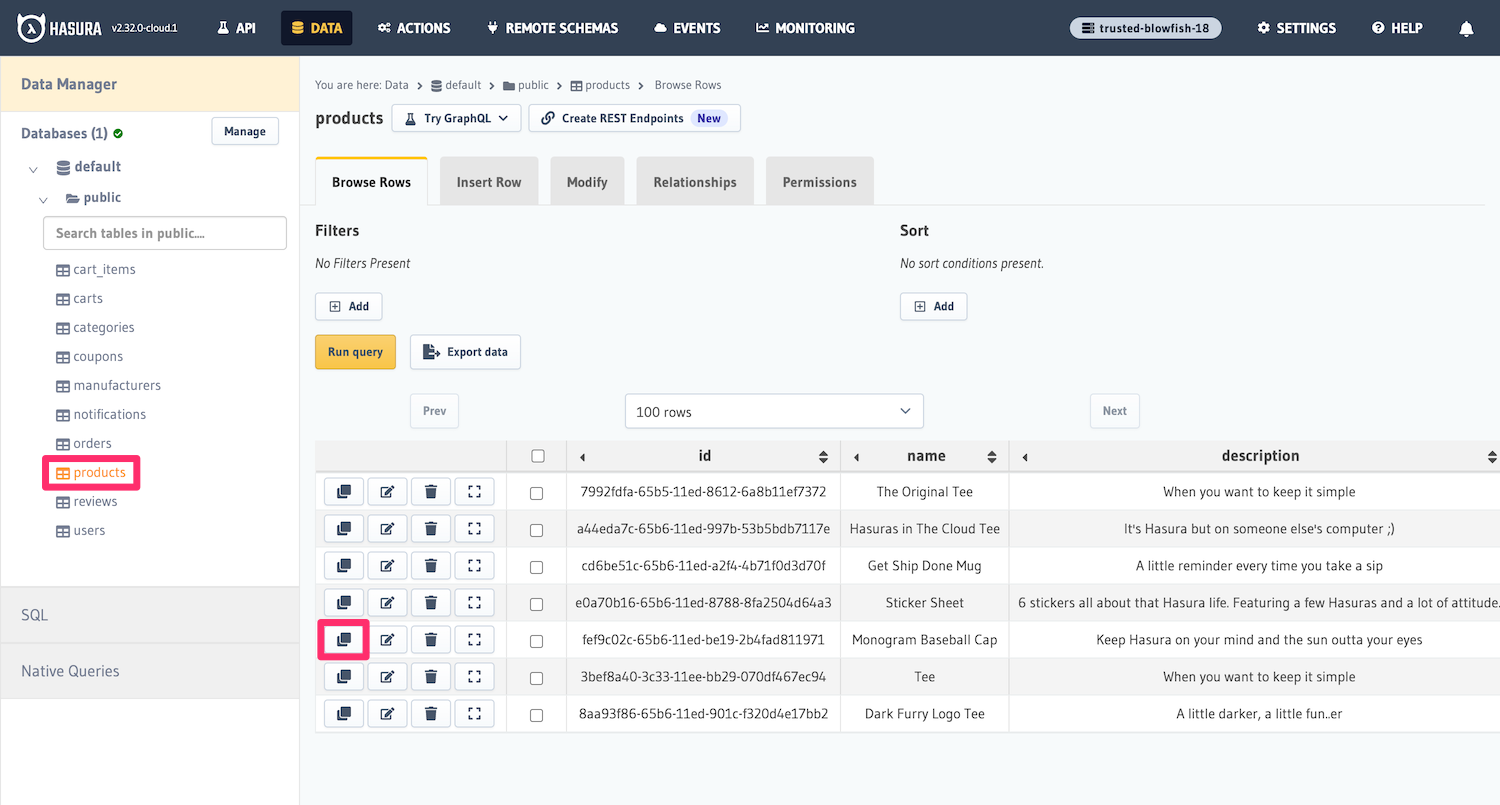 HASURA v2.32.0-cloud.1 API DATA ACTIONS REMOTE SCHEMAS EVENTS MONITORING trusted-blowfish-18 SETTINGS HELP
Data Manager
Databases (1) Manage
default
public
Search tables in public....
cart_items
carts
categories
coupons
manufacturers
notifications
orders
products
reviews
users
SQL
Native Queries
You are here: Data > default > public > products > Browse Rows
products Try GraphQL Create REST Endpoints New
Browse Rows Insert Row Modify Relationships Permissions
Filters Sort
No Filters Present No sort conditions present.
Add Add
Run query Export data
Prev 100 rows Next
id name description
7992fdfa-65b5-11ed-8612-6a8b11ef7372 The Original Tee When you want to keep it simple
a44eda7c-65b6-11ed-997b-53b5bdb7117e Hasuras in The Cloud Tee It's Hasura but on someone else's computer ;)
cd6be51c-65b6-11ed-a2f4-4b71f0d3d70f Get Ship Done Mug A little reminder every time you take a sip
e0a70b16-65b6-11ed-8788-8fa2504d64a3 Sticker Sheet 6 stickers all about that Hasura life. Featuring a few Hasuras and a lot of attitude.
fef9c02c-65b6-11ed-be19-2b4fad811971 Monogram Baseball Cap Keep Hasura on your mind and the sun outta your eyes
3bef8a40-3c33-11ee-bb29-070df467ec94 Tee When you want to keep it simple
8aa93f86-65b6-11ed-901c-f320d4e17bb2 Dark Furry Logo Tee A little darker, a little fun..er